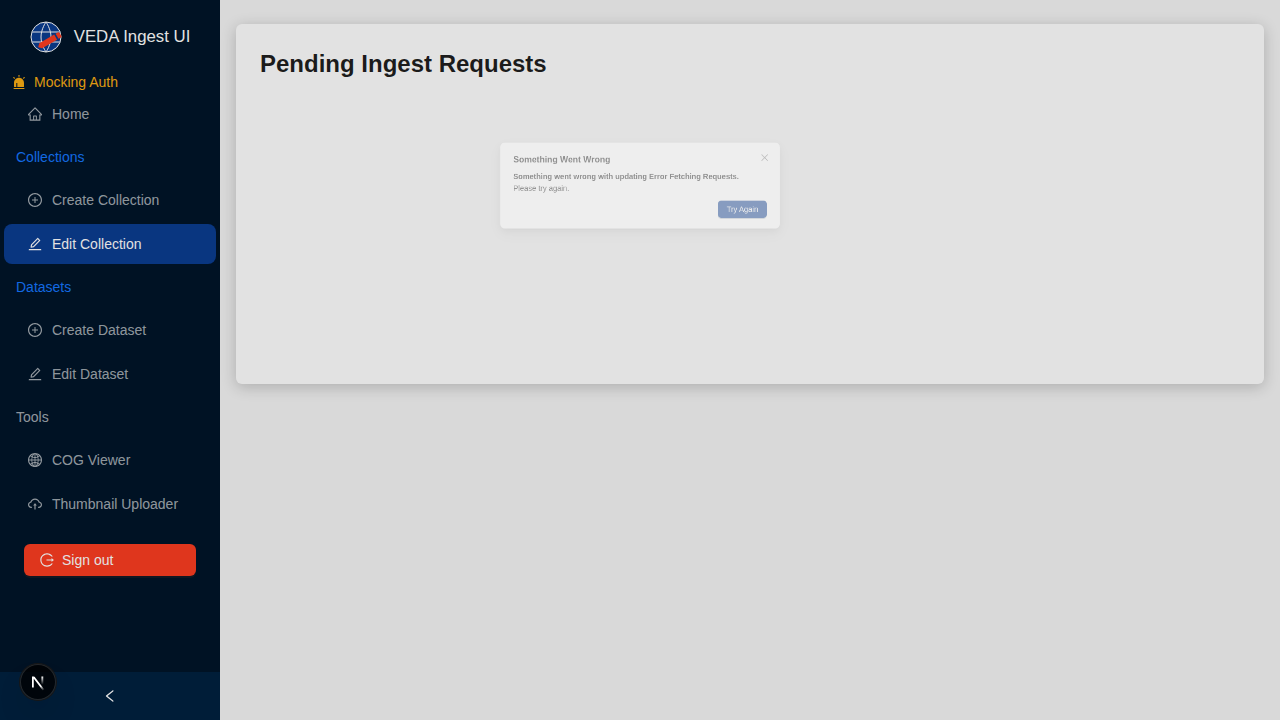 VEDA Ingest UI
Mocking Auth
Home
Collections
Create Collection
Edit Collection
Datasets
Create Dataset
Edit Dataset
Tools
COG Viewer
Thumbnail Uploader
Sign out
N
Pending Ingest Requests
Something Went Wrong
Something went wrong with updating Error Fetching Requests.
Please try again.
Try Again